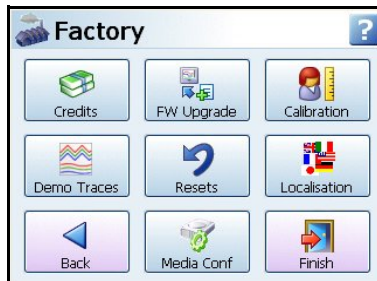 Factory ?
Credits FW Upgrade Calibration
Demo Traces Resets Localisation
Back Media Conf Finish